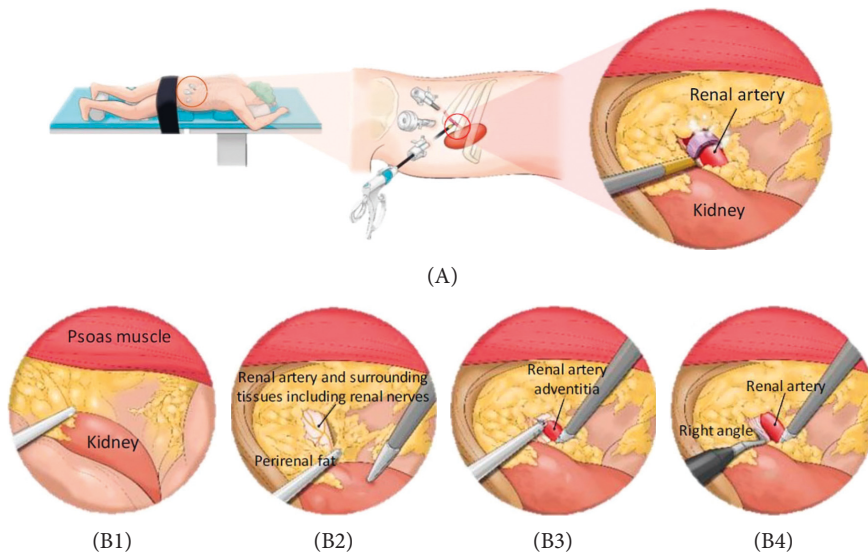 Renal artery
Kidney
(A)
Psoas muscle
Kidney
(B1)
Renal artery and surrounding
tissues including renal nerves
Perirenal fat
(B2)
Renal artery
adventitia
(B3)
Renal artery
Right angle
(B4)